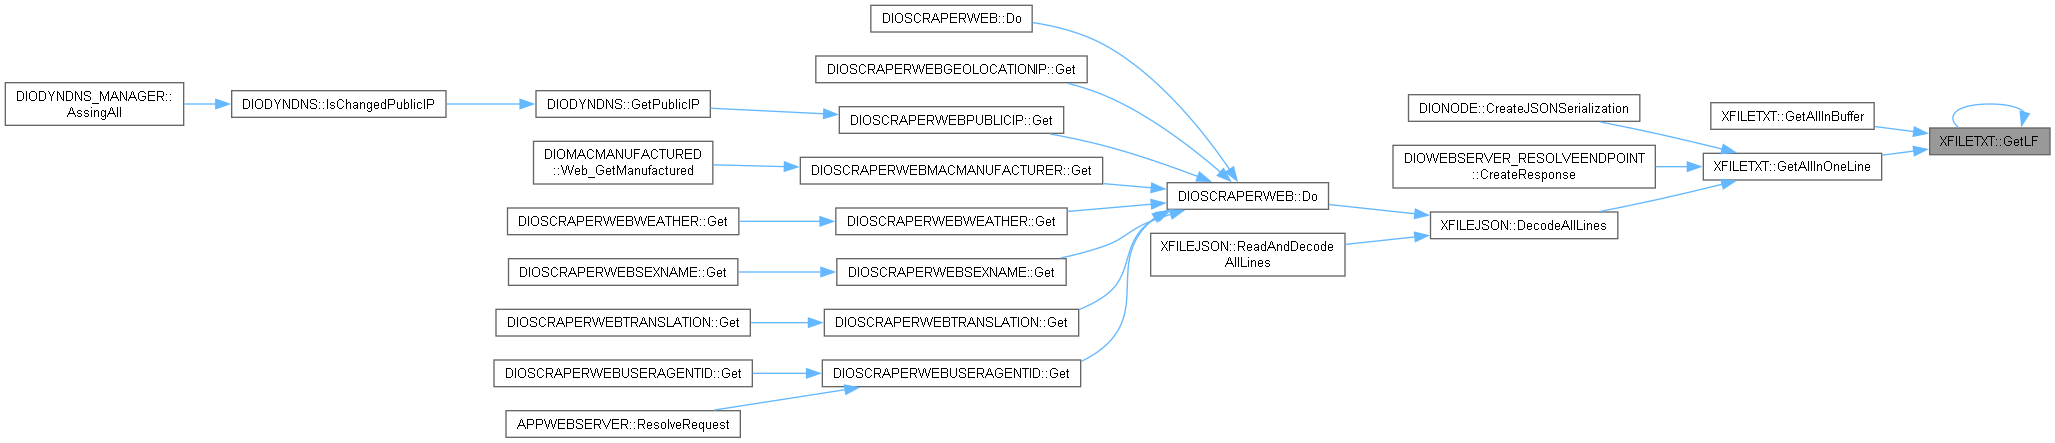 DIOSCRAPERWEB::Do
DIOSCRAPERWEBGEOLOCATIONIP::Get
DIODYNDNS_MANAGER::
AssingAll
DIODYNDNS::IsChangedPublicIP
DIODYNDNS::GetPublicIP
DIOSCRAPERWEBPUBLICIP::Get
DIOMACMANUFACTURED
::Web_GetManufactured
DIOSCRAPERWEBMACMANUFACTURER::Get
DIOSCRAPERWEBWEATHER::Get
DIOSCRAPERWEBWEATHER::Get
DIOSCRAPERWEBSEXNAME::Get
DIOSCRAPERWEBSEXNAME::Get
DIOSCRAPERWEBTRANSLATION::Get
DIOSCRAPERWEBTRANSLATION::Get
DIOSCRAPERWEBUSERAGENTID::Get
DIOSCRAPERWEBUSERAGENTID::Get
APPWEBSERVER::ResolveRequest
DIOSCRAPERWEB::Do
XFILEJSON::ReadAndDecode
AllLines
DIONODE::CreateJSONSerialization
DIOWEBSERVER_RESOLVEENDPOINT
::CreateResponse
XFILEJSON::DecodeAllLines
XFILETXT::GetAllInBuffer
XFILETXT::GetAllInOneLine
XFILETXT::GetLF